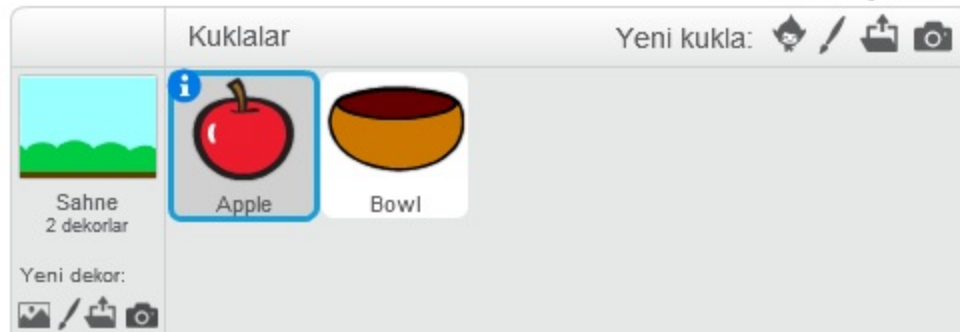 Kuklalar
Yeni kukla:
Apple
Bowl
Sahne
2 dekorlar
Yeni dekor: